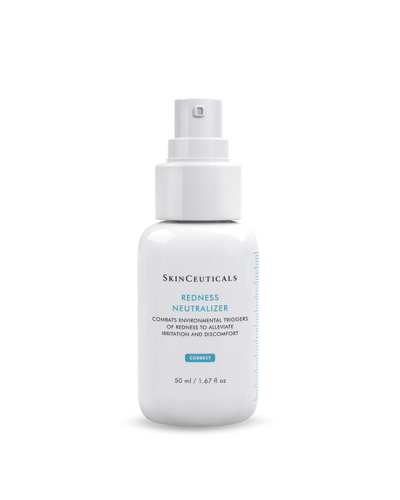 SKINCEUTICALS
REDNESS
NEUTRALIZER
COMBATS ENVIRONMENTAL TRIGGERS
OF REDNESS TO ALLEVIATE
IRRITATION AND DISCOMFORT
CORRECT
50 ml / 1.67 fl oz